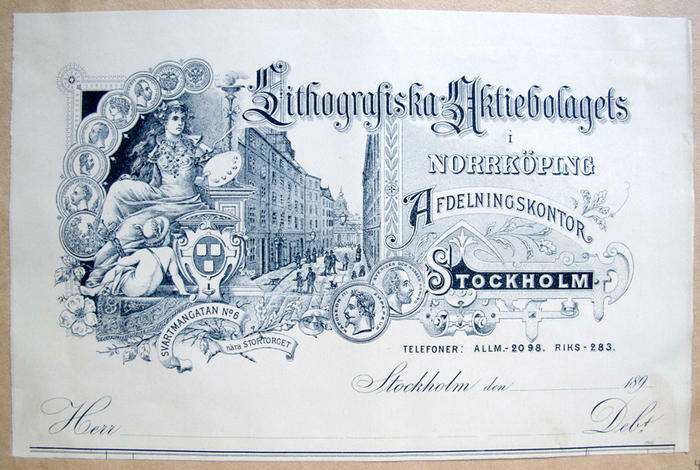 Lithografiska Aktiebolagets
i
NORRKÖPING
AFDELNINGSKONTOR
STOCKHOLM
SVARTMANGATAN No 6
nära STORTORGET
TELEFONER: ALLM.-2098. RIKS-283.
Stockholm den 189
Herr Debt